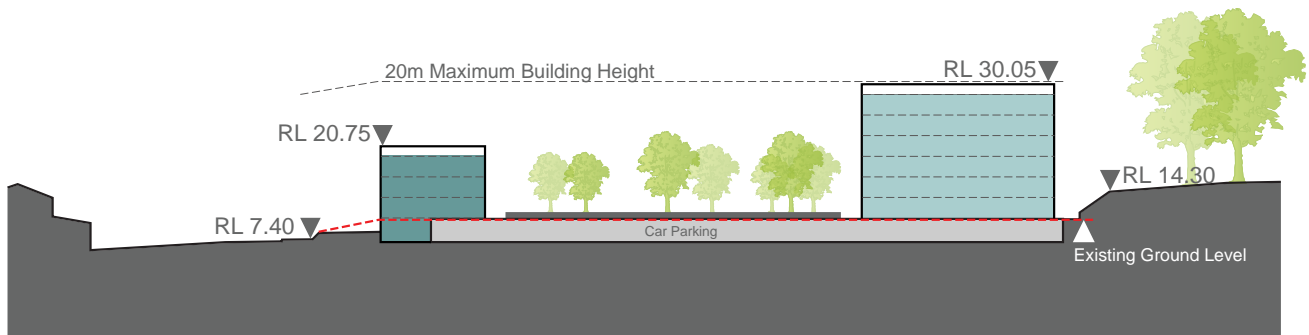 20m Maximum Building Height
RL 30.05
RL 20.75
RL 14.30
RL 7.40
Car Parking
Existing Ground Level